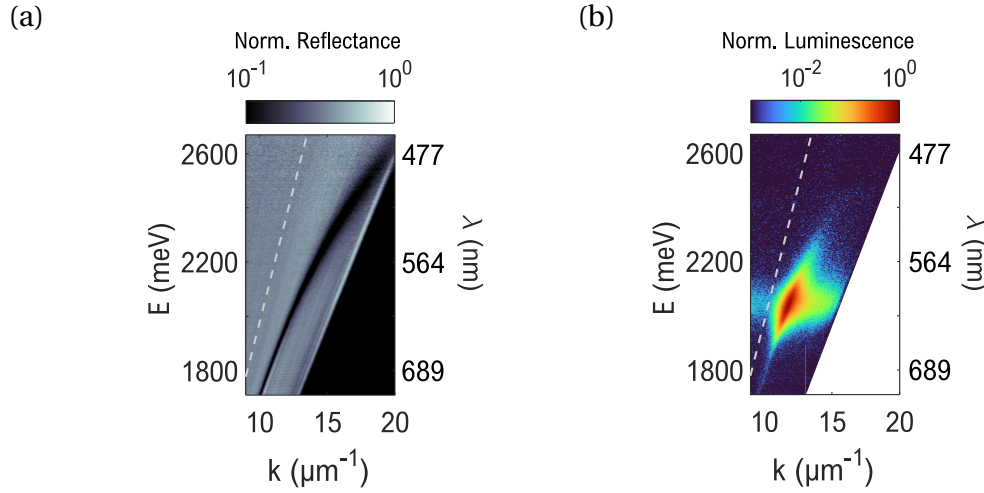 (a)
Norm. Reflectance
10⁻¹ 10⁰
2600
2200
1800
E (meV)
477
564
689
λ (nm)
10 15 20
k (μm⁻¹)
(b)
Norm. Luminescence
10⁻² 10⁰
2600
2200
1800
E (meV)
477
564
689
λ (nm)
10 15 20
k (μm⁻¹)